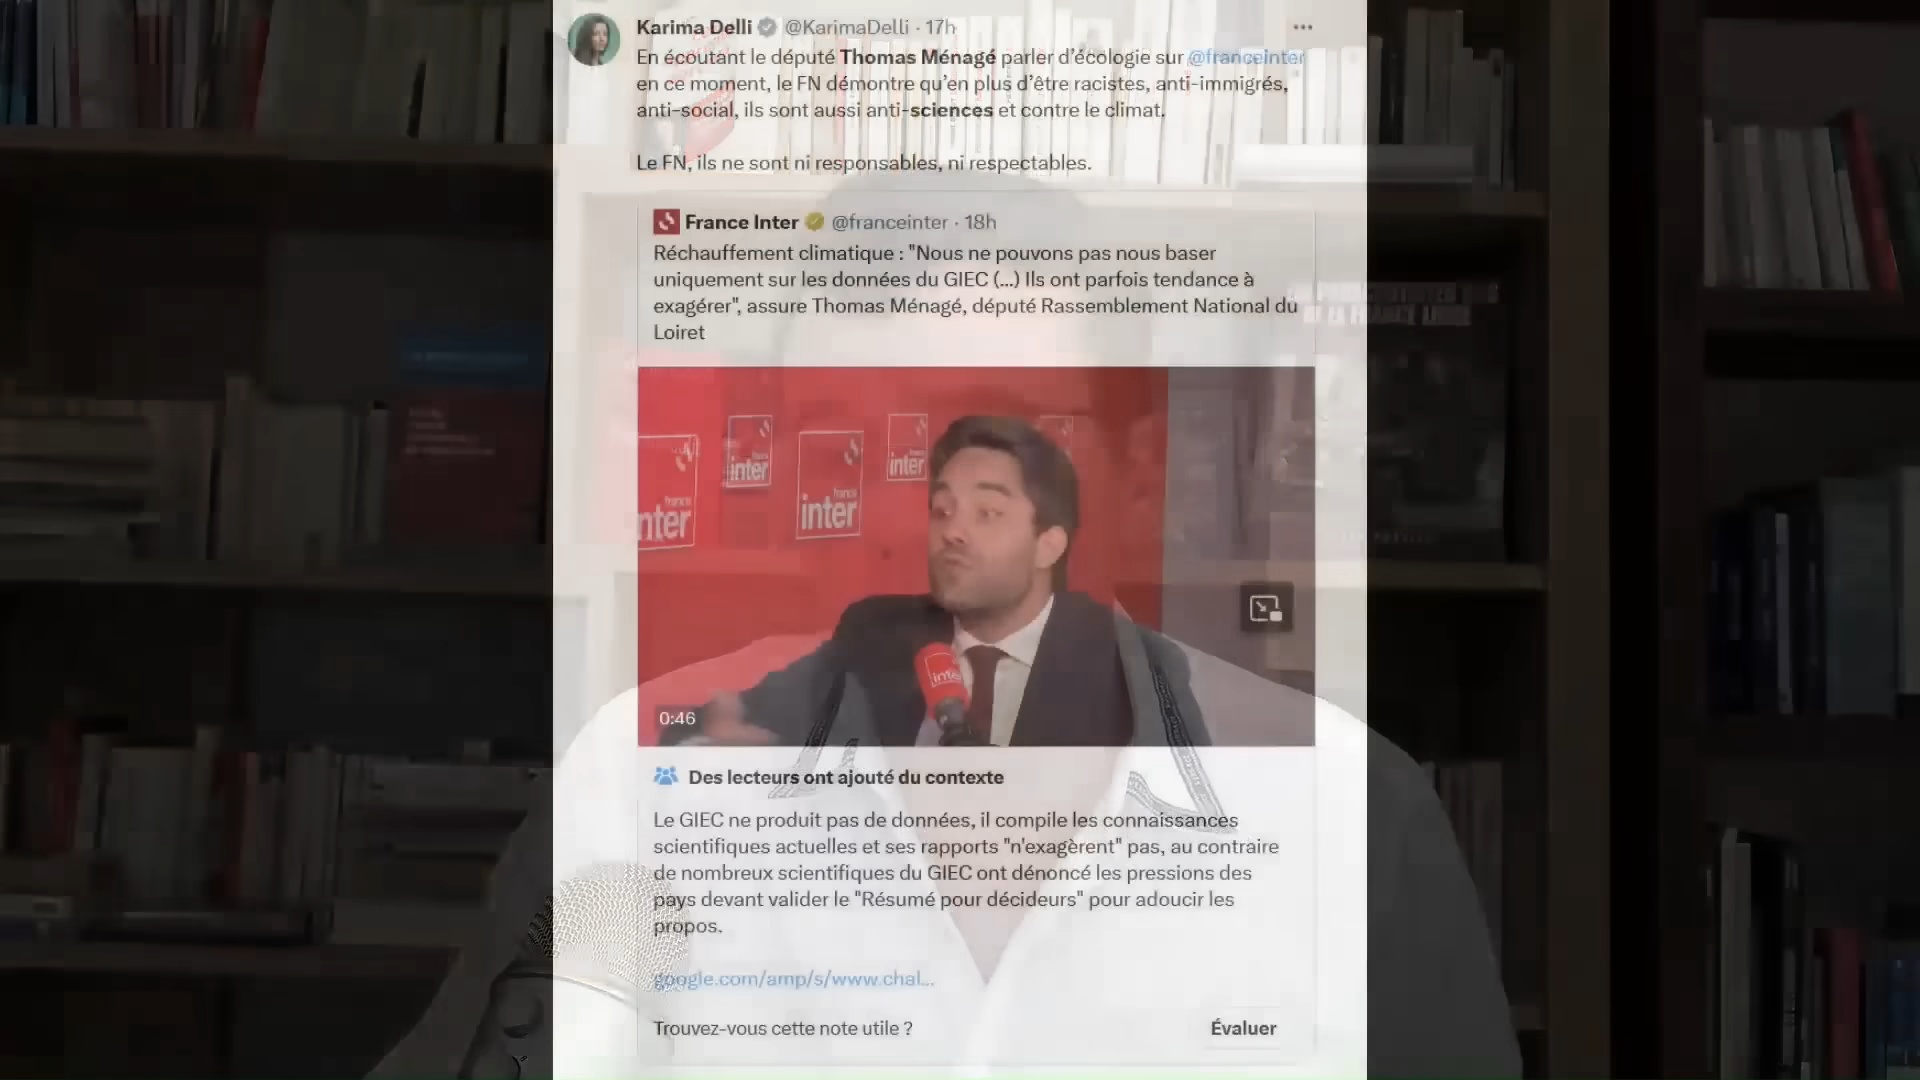 Karima Delli @KarimaDelli · 17h
En écoutant le député Thomas Ménagé parler d'écologie sur @franceinter
en ce moment, le FN démontre qu'en plus d'être racistes, anti-immigrés,
anti-social, ils sont aussi anti-sciences et contre le climat.
Le FN, ils ne sont ni responsables, ni respectables.
France Inter @franceinter · 18h
Réchauffement climatique : "Nous ne pouvons pas nous baser
uniquement sur les données du GIEC (...) Ils ont parfois tendance à
exagérer", assure Thomas Ménagé, député Rassemblement National du
Loiret
france
inter
france
inter
inter
france
inter
inter
0:46
Des lecteurs ont ajouté du contexte
Le GIEC ne produit pas de données, il compile les connaissances
scientifiques actuelles et ses rapports "n'exagèrent" pas, au contraire
de nombreux scientifiques du GIEC ont dénoncé les pressions des
pays devant valider le "Résumé pour décideurs" pour adoucir les
propos.
google.com/amp/s/www.chal...
Trouvez-vous cette note utile ?
Évaluer